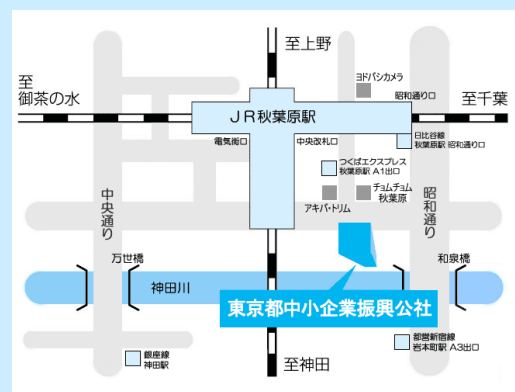 至上野
ヨドバシカメラ
至
御茶の水
昭和通り口
至千葉
JR秋葉原駅
電気街口
中央改札口
日比谷線
秋葉原駅 昭和通り口
つくばエクスプレス
秋葉原駅 A1出口
チョムチョム
秋葉原
アキバ・トリム
中央通り
昭和通り
万世橋
和泉橋
神田川
東京都中小企業振興公社
銀座線
神田駅
至神田
都営新宿線
岩本町駅 A3出口